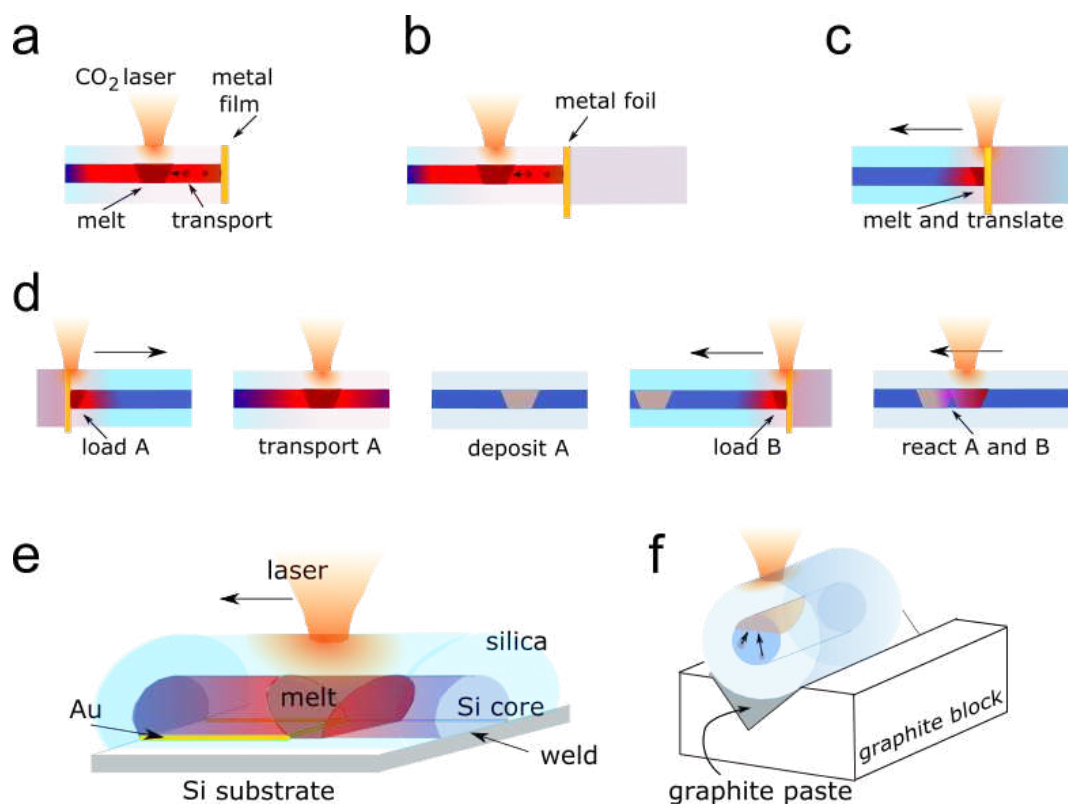 a
CO2 laser
metal
film
melt
transport
b
metal foil
c
melt and translate
d
load A
transport A
deposit A
load B
react A and B
e
laser
silica
melt
Au
Si core
weld
Si substrate
f
graphite block
graphite paste